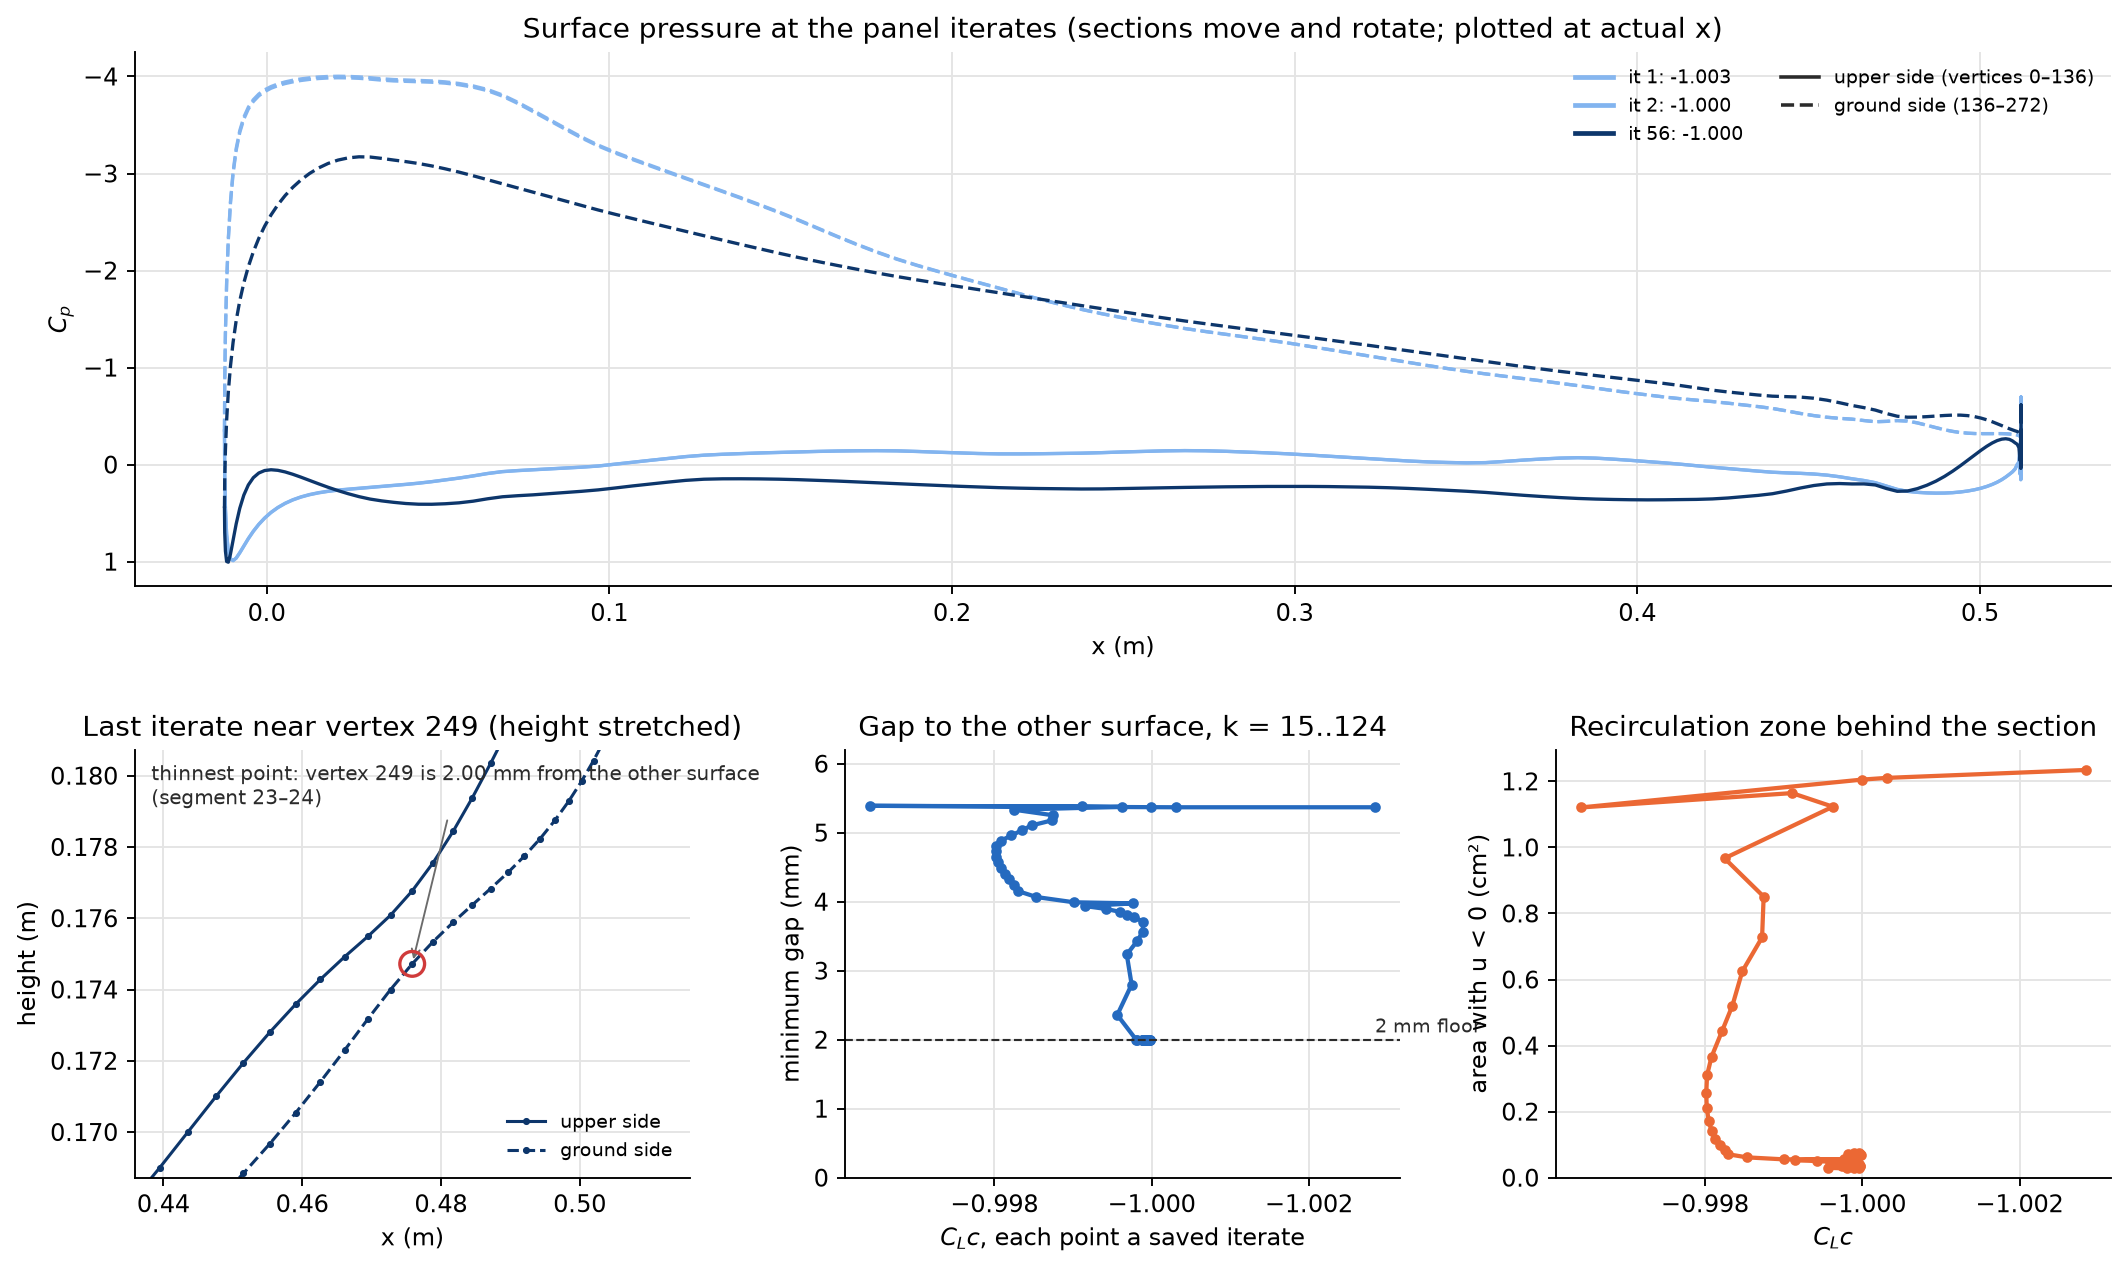 Surface pressure at the panel iterates (sections move and rotate; plotted at actual x)
−4
−3
−2
−1
0
1
Cp
it 1: -1.003
it 2: -1.000
it 56: -1.000
upper side (vertices 0–136)
ground side (136–272)
0.0
0.1
0.2
0.3
0.4
0.5
x (m)
Last iterate near vertex 249 (height stretched)
thinnest point: vertex 249 is 2.00 mm from the other surface
(segment 23–24)
0.180
0.178
0.176
0.174
0.172
0.170
height (m)
upper side
ground side
0.44
0.46
0.48
0.50
x (m)
Gap to the other surface, k = 15..124
6
5
4
3
2
1
0
minimum gap (mm)
2 mm floor
−0.998
−1.000
−1.002
CLc, each point a saved iterate
Recirculation zone behind the section
1.2
1.0
0.8
0.6
0.4
0.2
0.0
area with u < 0 (cm²)
−0.998
−1.000
−1.002
CLc